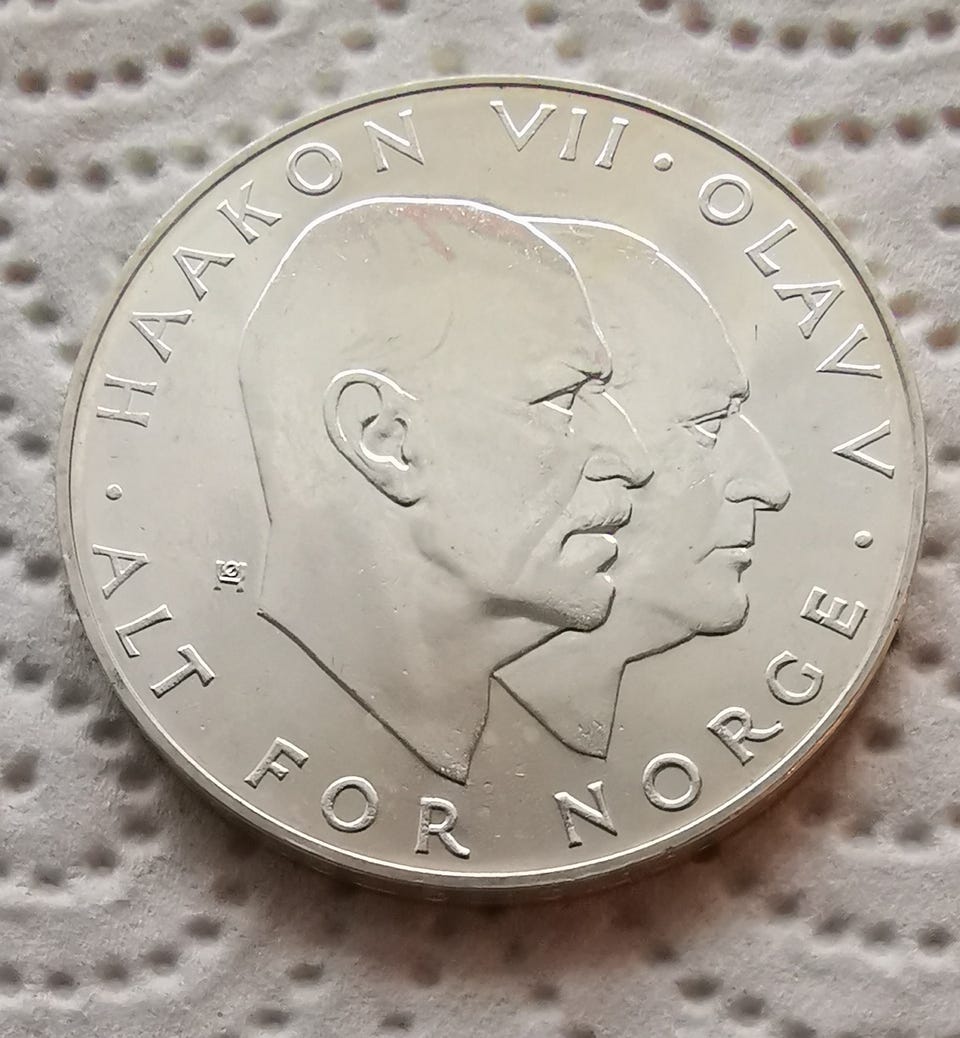 HAAKON VII · OLAV V ·
ALT FOR NORGE ·